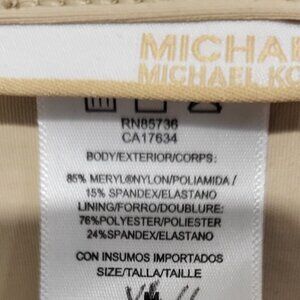 MICHAE
MICHAEL KO
RN85736
CA17634
BODY/EXTERIOR/CORPS:
85% MERYL®NYLON/POLIAMIDA/
15% SPANDEX/ELASTANO
LINING/FORRO/DOUBLURE;
76%POLYESTER/POLIESTER
24%SPANDEX/ELASTANO
CON INSUMOS IMPORTADOS
SIZE/TALLA/TAILLE